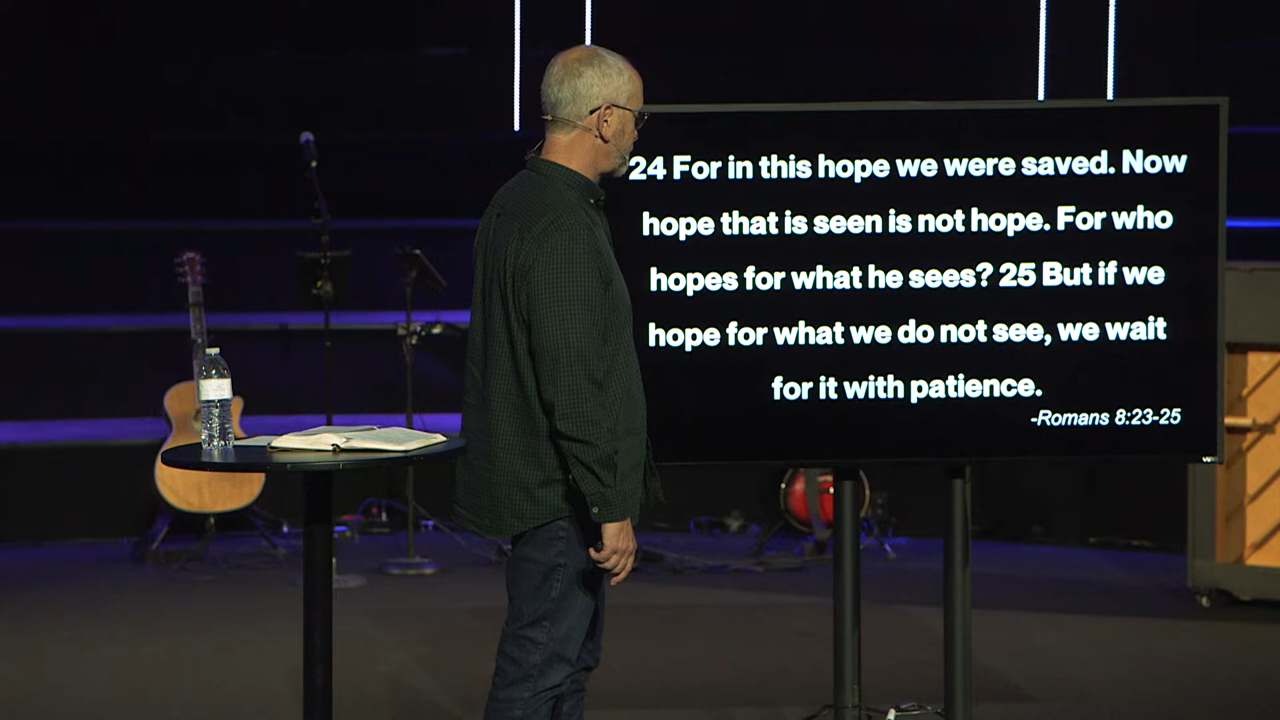 24 For in this hope we were saved. Now
hope that is seen is not hope. For who
hopes for what he sees? 25 But if we
hope for what we do not see, we wait
for it with patience.
-Romans 8:23-25